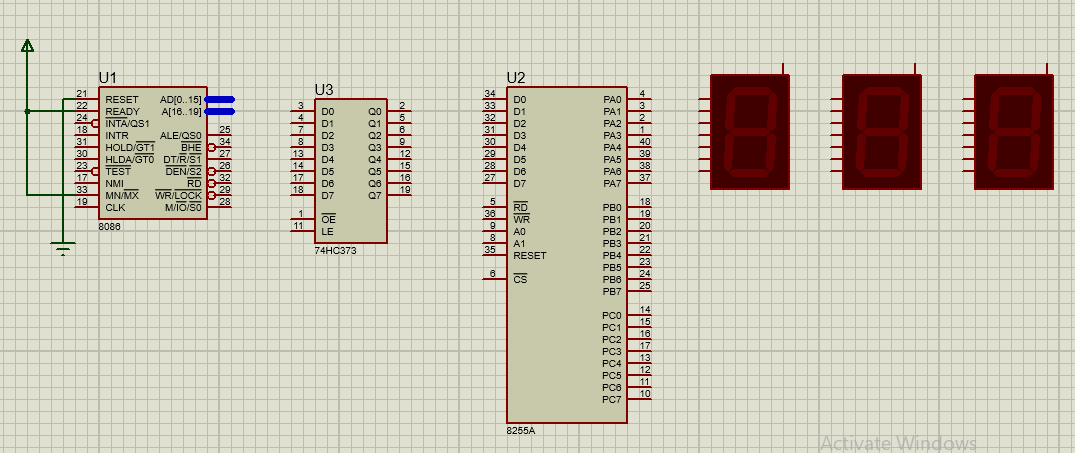 U1
21 RESET AD[0..15]
22 READY A[16..19]
24 INTA/QS1
18 INTR ALE/QS0 25
31 HOLD/GT1 BHE 34
30 HLDA/GT0 DT/R/S1 27
23 TEST DEN/S2 26
17 NMI RD 32
33 MN/MX WR/LOCK 29
19 CLK M/IO/S0 28
8086
U3
3 D0 Q0 2
4 D1 Q1 5
7 D2 Q2 6
8 D3 Q3 9
13 D4 Q4 12
14 D5 Q5 15
17 D6 Q6 16
18 D7 Q7 19
1 OE
11 LE
74HC373
U2
34 D0 PA0 4
33 D1 PA1 3
32 D2 PA2 2
31 D3 PA3 1
30 D4 PA4 40
29 D5 PA5 39
28 D6 PA6 38
27 D7 PA7 37
5 RD PB0 18
36 WR PB1 19
9 A0 PB2 20
8 A1 PB3 21
35 RESET PB4 22
PB5 23
6 CS PB6 24
PB7 25
PC0 14
PC1 15
PC2 16
PC3 17
PC4 13
PC5 12
PC6 11
PC7 10
8255A
Activate Windows